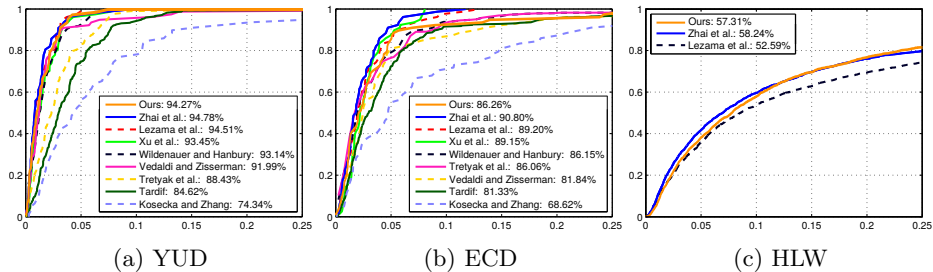 1
0.8
0.6
0.4
0.2
0
0 0.05 0.1 0.15 0.2 0.25
Ours: 94.27%
Zhai et al.: 94.78%
Lezama et al.: 94.51%
Xu et al.: 93.45%
Wildenauer and Hanbury: 93.14%
Vedaldi and Zisserman: 91.99%
Tretyak et al.: 88.43%
Tardif: 84.62%
Kosecka and Zhang: 74.34%
(a) YUD
1
0.8
0.6
0.4
0.2
0
0 0.05 0.1 0.15 0.2 0.25
Ours: 86.26%
Zhai et al.: 90.80%
Lezama et al.: 89.20%
Xu et al.: 89.15%
Wildenauer and Hanbury: 86.15%
Tretyak et al.: 86.06%
Vedaldi and Zisserman: 81.84%
Tardif: 81.33%
Kosecka and Zhang: 68.62%
(b) ECD
1
0.8
0.6
0.4
0.2
0
0 0.05 0.1 0.15 0.2 0.25
Ours: 57.31%
Zhai et al.: 58.24%
Lezama et al.: 52.59%
(c) HLW